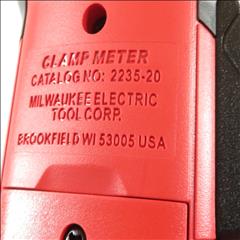 CLAMP METER
CATALOG NO: 2235-20
MILWAUKEE ELECTRIC
TOOL CORP.
BROOKFIELD WI 53005 USA